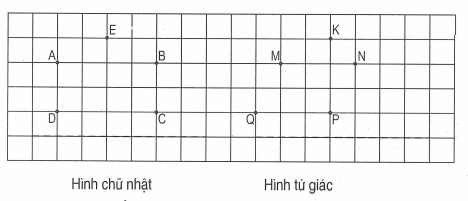 E K
A B M N
D C Q P
Hình chữ nhật Hình tứ giác